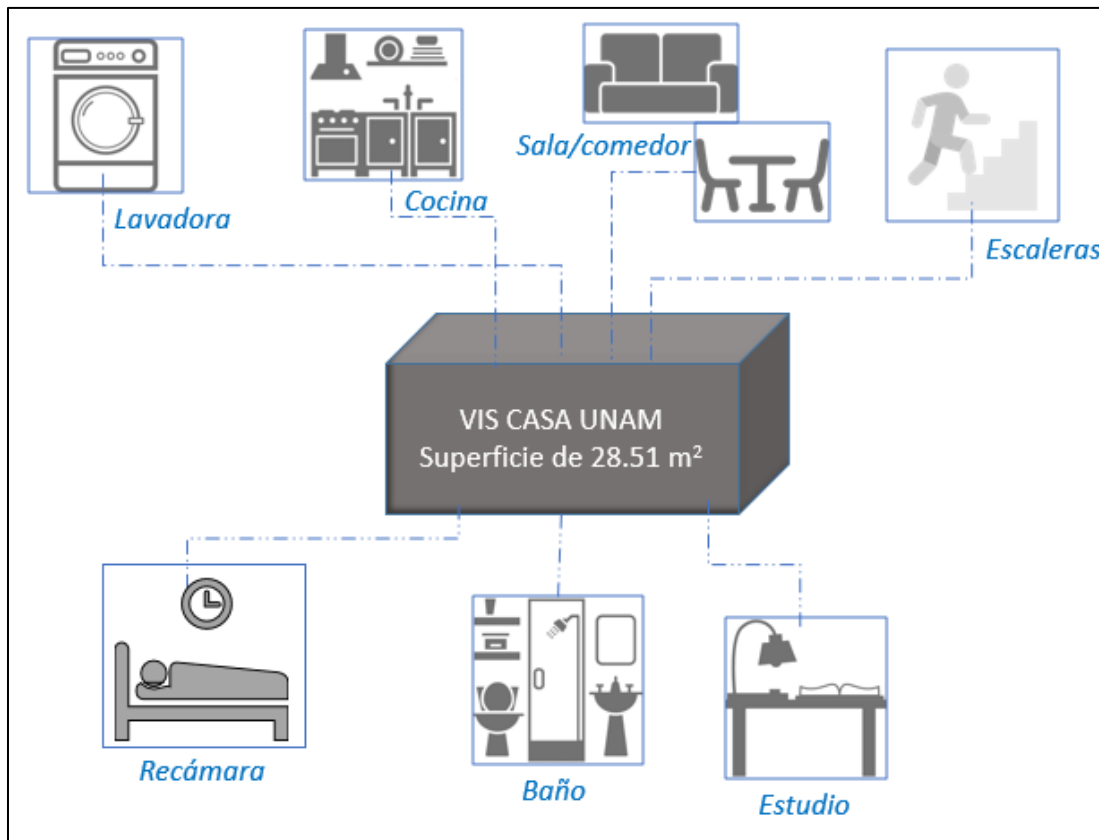 Sala/comedor
Lavadora
Cocina
Escaleras
VIS CASA UNAM
Superficie de 28.51 m²
Recámara
Baño
Estudio